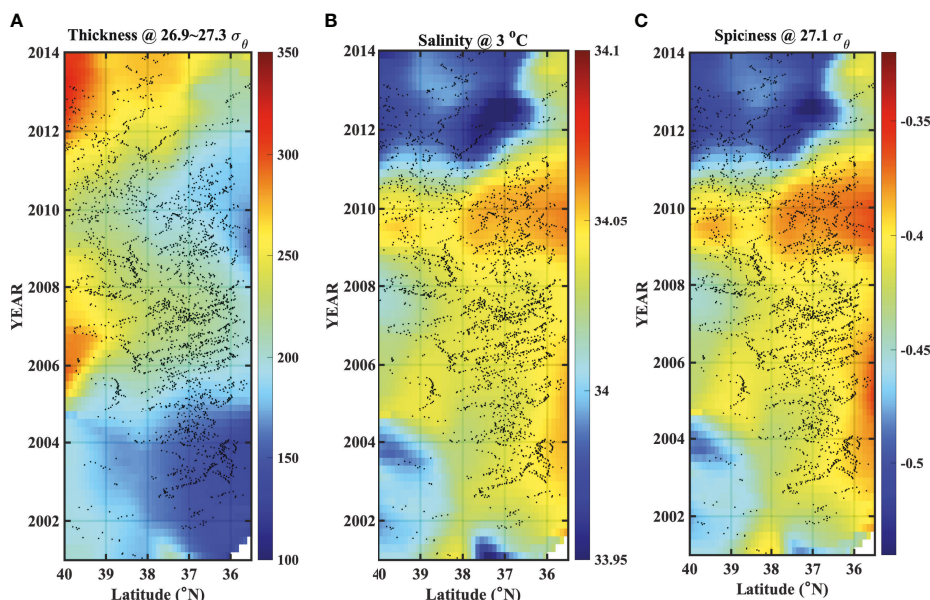 A
Thickness @ 26.9~27.3 σθ
2014
2012
2010
2008
2006
2004
2002
YEAR
40 39 38 37 36
Latitude (°N)
350
300
250
200
150
100
B
Salinity @ 3 °C
2014
2012
2010
2008
2006
2004
2002
YEAR
40 39 38 37 36
Latitude (°N)
34.1
34.05
34
33.95
C
Spiciness @ 27.1 σθ
2014
2012
2010
2008
2006
2004
2002
YEAR
40 39 38 37 36
Latitude (°N)
-0.35
-0.4
-0.45
-0.5